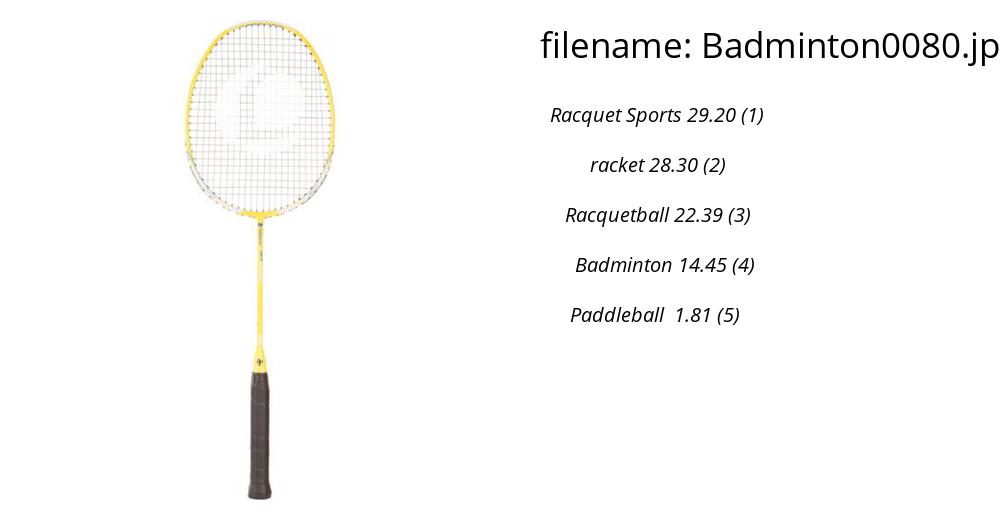 filename: Badminton0080.jp
Racquet Sports 29.20 (1)
racket 28.30 (2)
Racquetball 22.39 (3)
Badminton 14.45 (4)
Paddleball  1.81 (5)